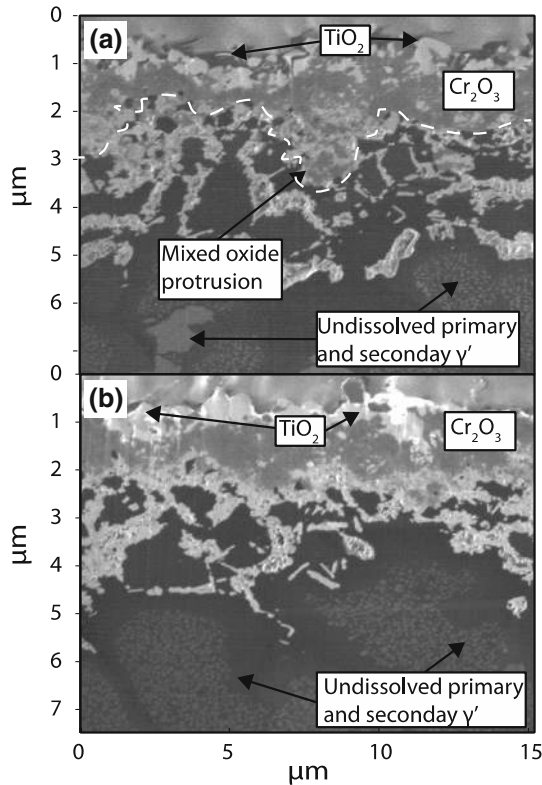 0
(a)
TiO2
1
Cr2O3
2
3
μm
4
5
Mixed oxide
protrusion
6
Undissolved primary
and seconday γ'
0
(b)
1
TiO2
Cr2O3
2
3
μm
4
5
6
Undissolved primary
and seconday γ'
7
0
5
10
15
μm